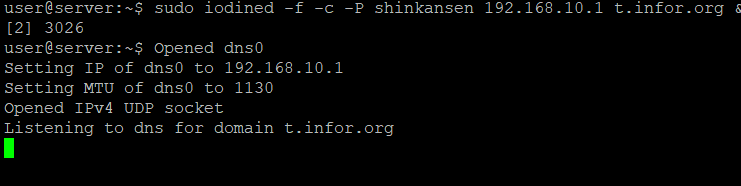 user@server:~$ sudo iodined -f -c -P shinkansen 192.168.10.1 t.infor.org &
[2] 3026
user@server:~$ Opened dns0
Setting IP of dns0 to 192.168.10.1
Setting MTU of dns0 to 1130
Opened IPv4 UDP socket
Listening to dns for domain t.infor.org